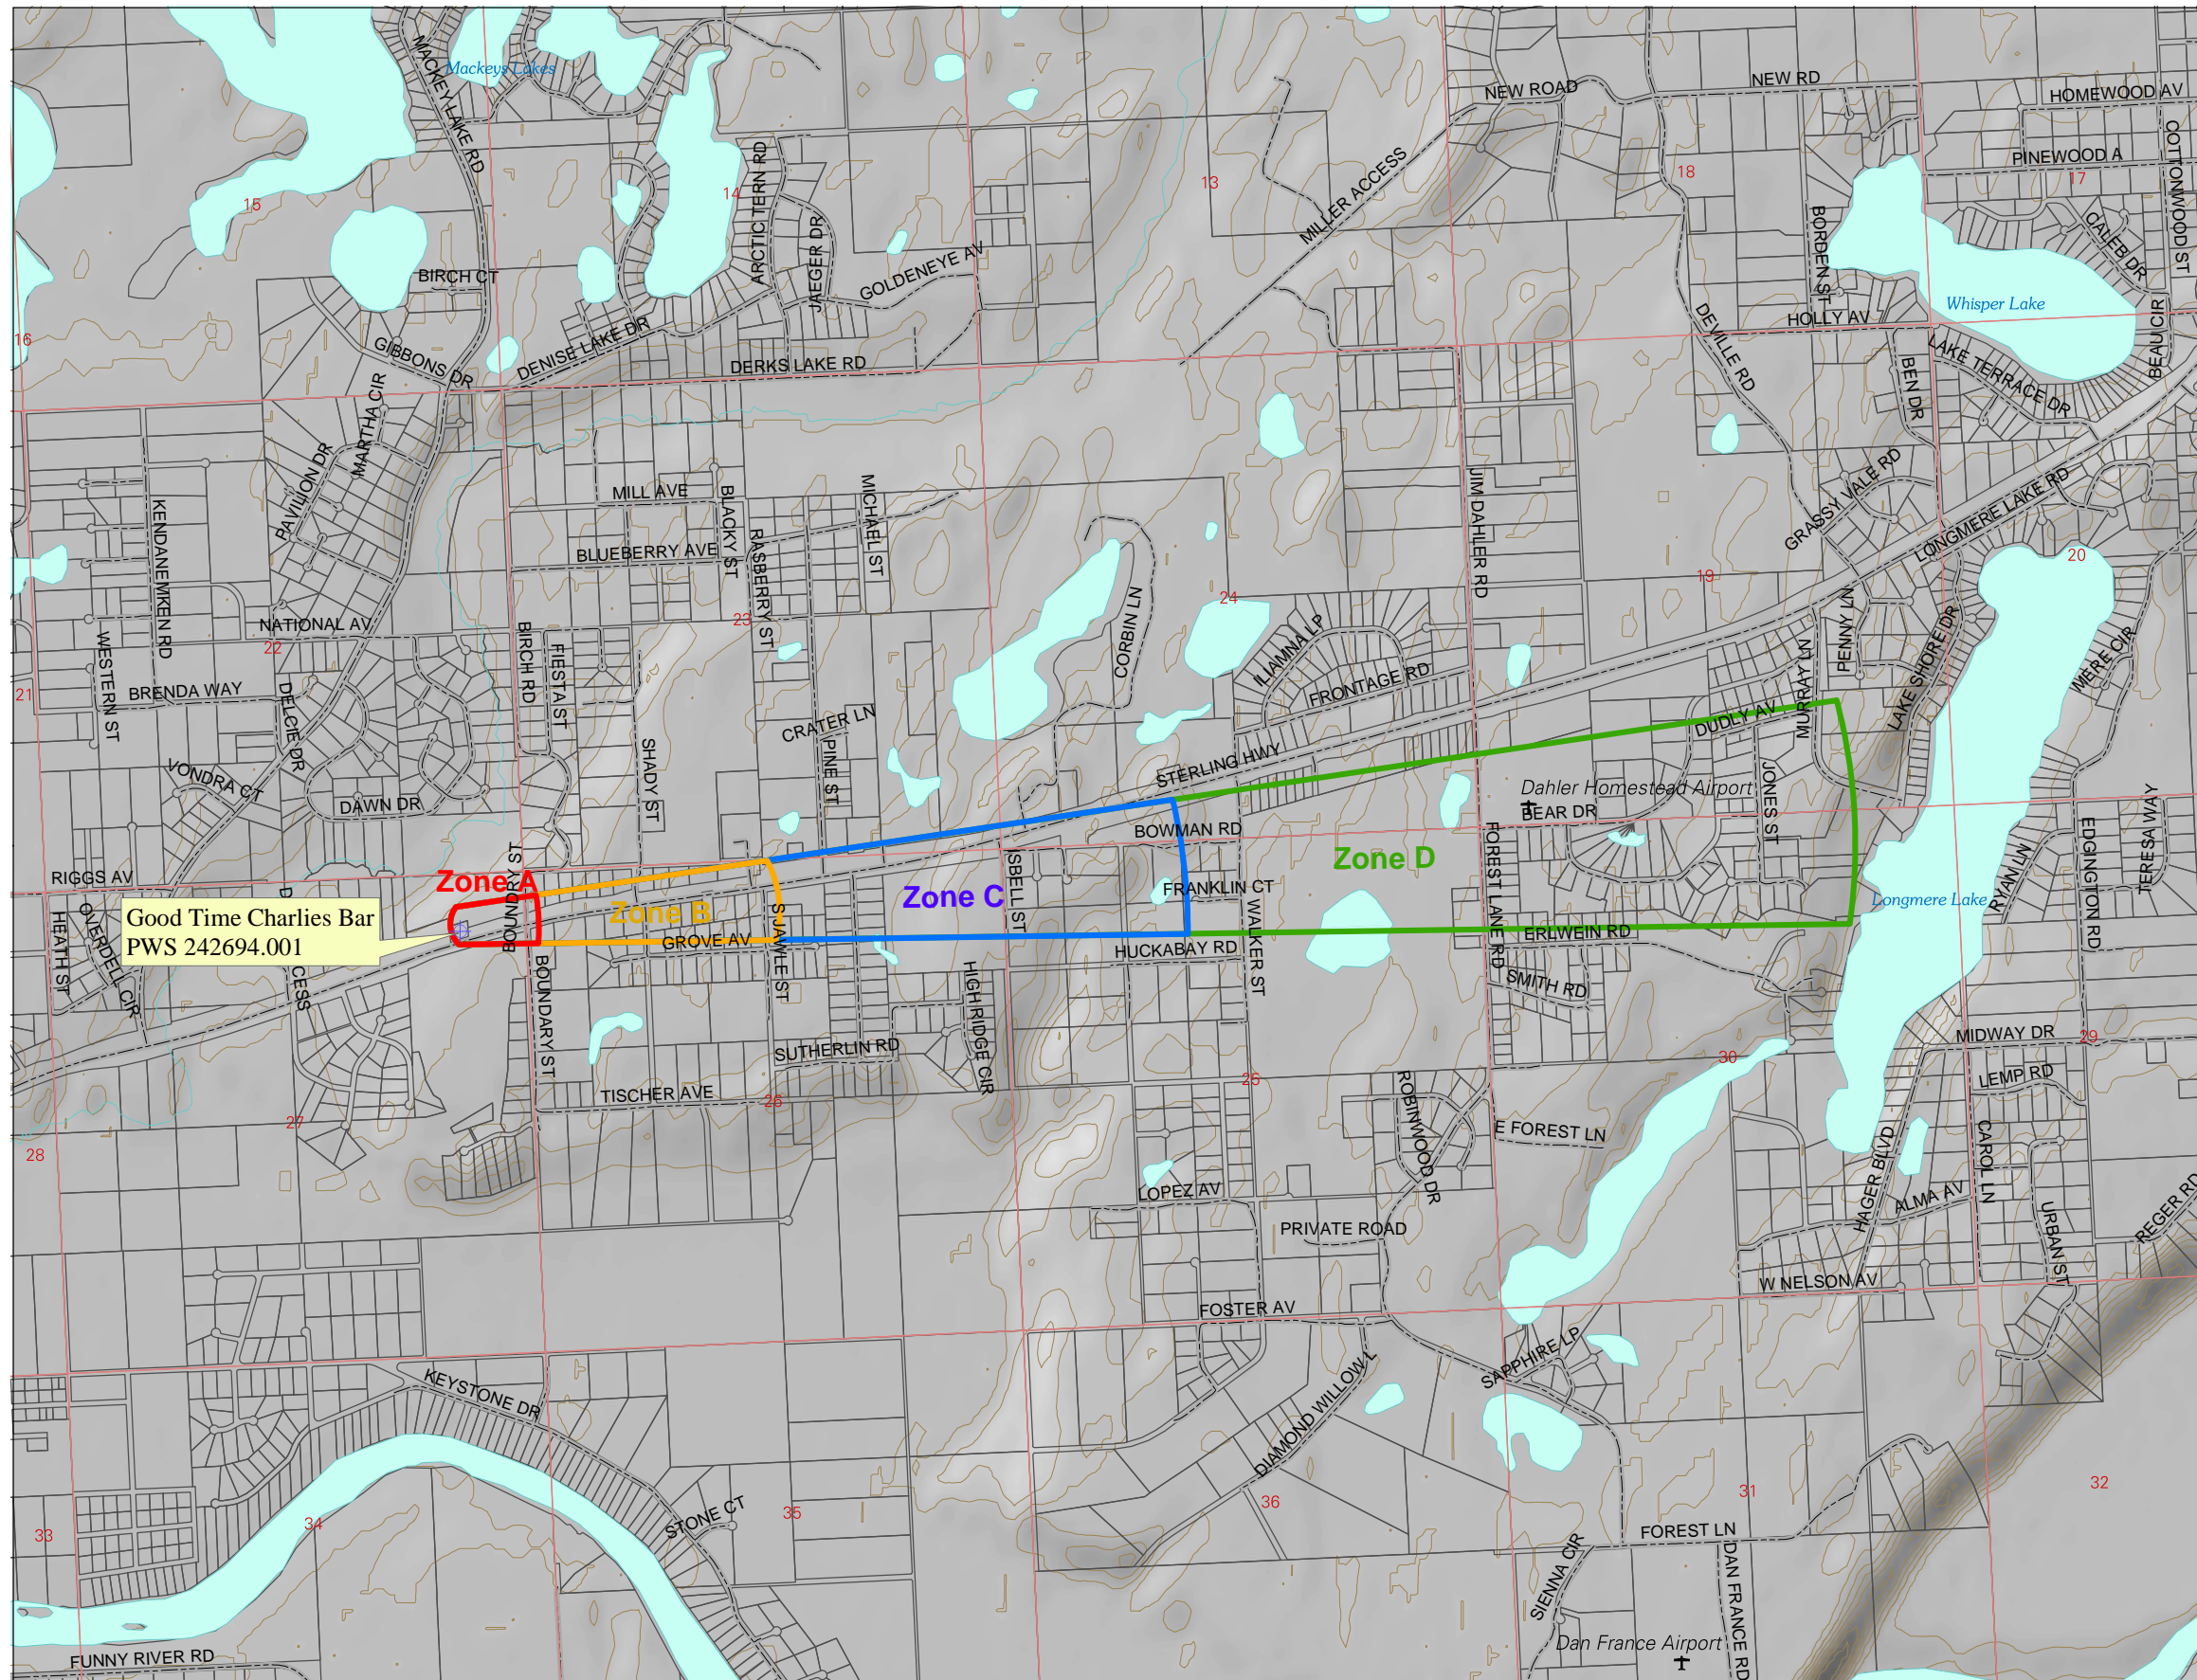 MACKEY LAKE RD
Mackeys Lakes
NEW ROAD
NEW RD
HOMEWOOD AV
COTTONWOOD ST
PINEWOOD A
15
14
13
18
17
ARCTIC TERN RD
JAEGER DR
GOLDENEYE AV
MILLER ACCESS
BORDEN ST
CALEB DR
BIRCH CT
Whisper Lake
HOLLY AV
BEAUCIR
16
GIBBONS DR
DENISE LAKE DR
DERKS LAKE RD
DEVILLE RD
LAKE TERRACE DR
BEN DR
MARTHA CIR
PAVILION DR
KENDANEMKEN RD
MILL AVE
BLACKY ST
MICHAEL ST
JIM DAHLER RD
GRASSY VALE RD
LONGMERE LAKE RD
BLUEBERRY AVE
RASBERRY ST
20
19
24
23
22
21
NATIONAL AV
WESTERN ST
BRENDA WAY
DELCIE DR
BIRCH RD
FIESTA ST
CORBIN LN
ILIAMNA LP
FRONTAGE RD
PENNY LN
MURRAY LN
LAKE SHORE DR
MERE CIR
SHADY ST
CRATER LN
PINE ST
DUDLY AV
JONES ST
STERLING HWY
VONDRA CT
DAWN DR
Dahler Homestead Airport
BEAR DR
BOWMAN RD
Zone D
FOREST LANE RD
EDGINGTON RD
TERESA WAY
RYAN LN
RIGGS AV
Zone A
BOUNDRY ST
Zone B
Zone C
ISBELL ST
FRANKLIN CT
WALKER ST
Longmere Lake
HEATH ST
OVERDELL CIR
Good Time Charlies Bar
PWS 242694.001
CESS
GROVE AV
HUCKABAY RD
ERLWEIN RD
SMITH RD
BOUNDARY ST
HIGHRIDGE CIR
SUTHERLIN RD
TISCHER AVE
MIDWAY DR
29
30
25
26
27
28
LEMP RD
ROBINWOOD DR
E FOREST LN
CAROL LN
HAGER BLVD
ALMA AV
URBAN ST
REGER RD
LOPEZ AV
PRIVATE ROAD
W NELSON AV
FOSTER AV
KEYSTONE DR
SAPPHIRE LP
DIAMOND WILLOW L
STONE CT
33
34
35
36
31
32
FOREST LN
SIENNA CIR
DAN FRANCE RD
Dan France Airport
FUNNY RIVER RD